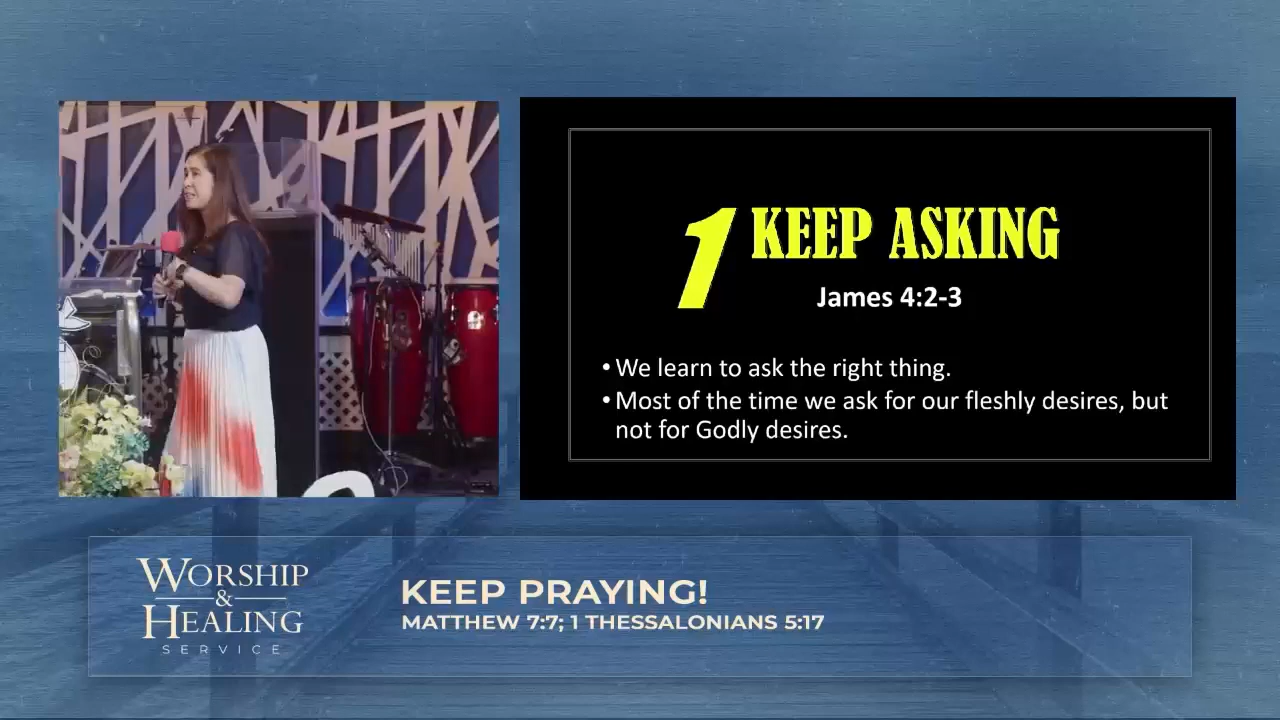 1 KEEP ASKING
James 4:2-3
• We learn to ask the right thing.
• Most of the time we ask for our fleshly desires, but
not for Godly desires.
WORSHIP
&
HEALING
SERVICE
KEEP PRAYING!
MATTHEW 7:7; 1 THESSALONIANS 5:17